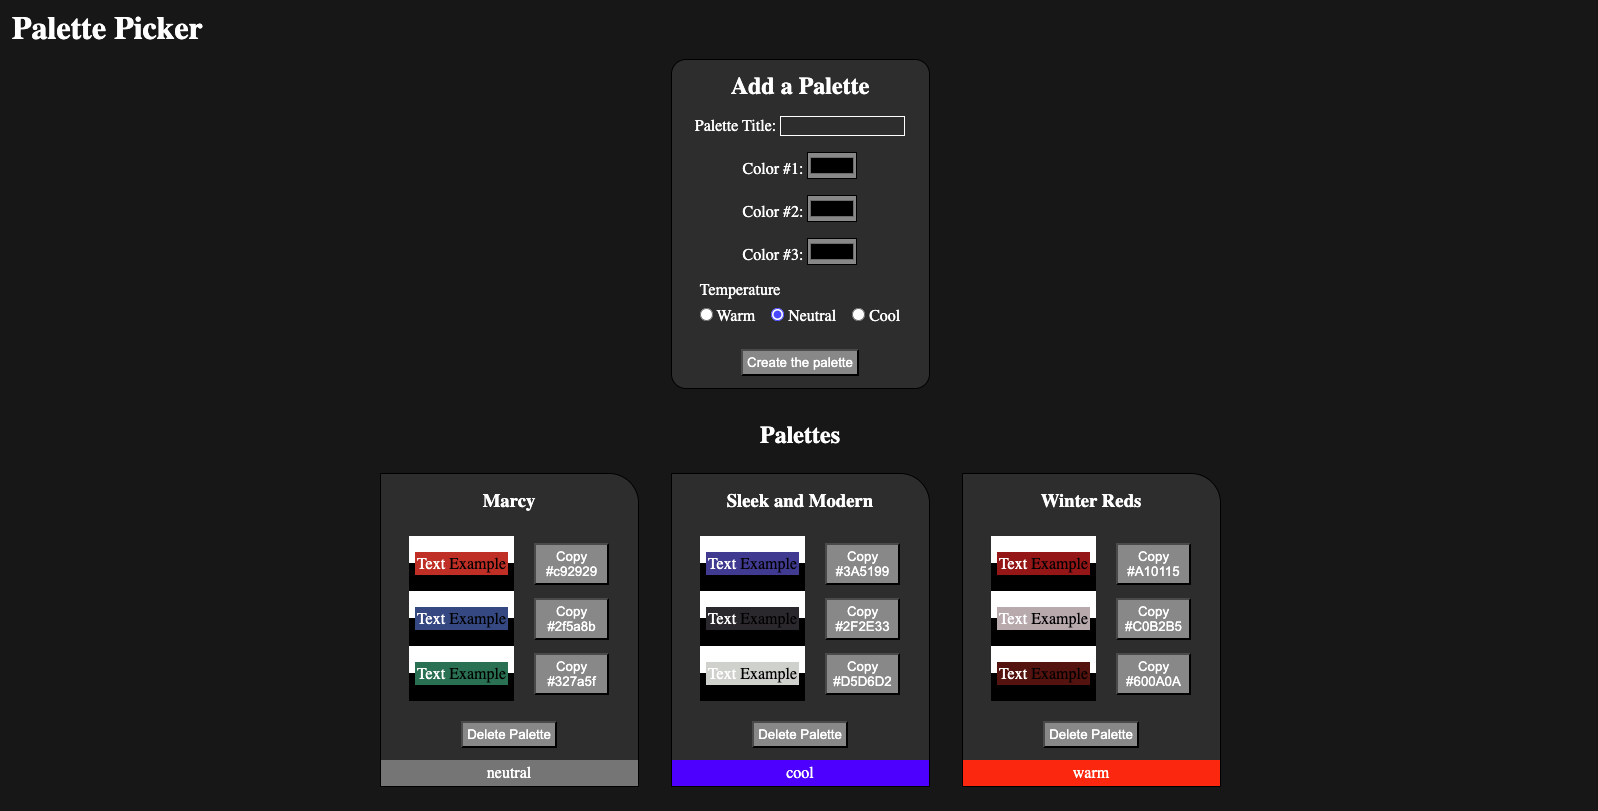 Palette Picker
Add a Palette
Palette Title:
Color #1:
Color #2:
Color #3:
Temperature
Warm Neutral Cool
Create the palette
Palettes
Marcy
Text Example
Copy
#c92929
Text Example
Copy
#2f5a8b
Text Example
Copy
#327a5f
Delete Palette
neutral
Sleek and Modern
Text Example
Copy
#3A5199
Text Example
Copy
#2F2E33
Text Example
Copy
#D5D6D2
Delete Palette
cool
Winter Reds
Text Example
Copy
#A10115
Text Example
Copy
#C0B2B5
Text Example
Copy
#600A0A
Delete Palette
warm